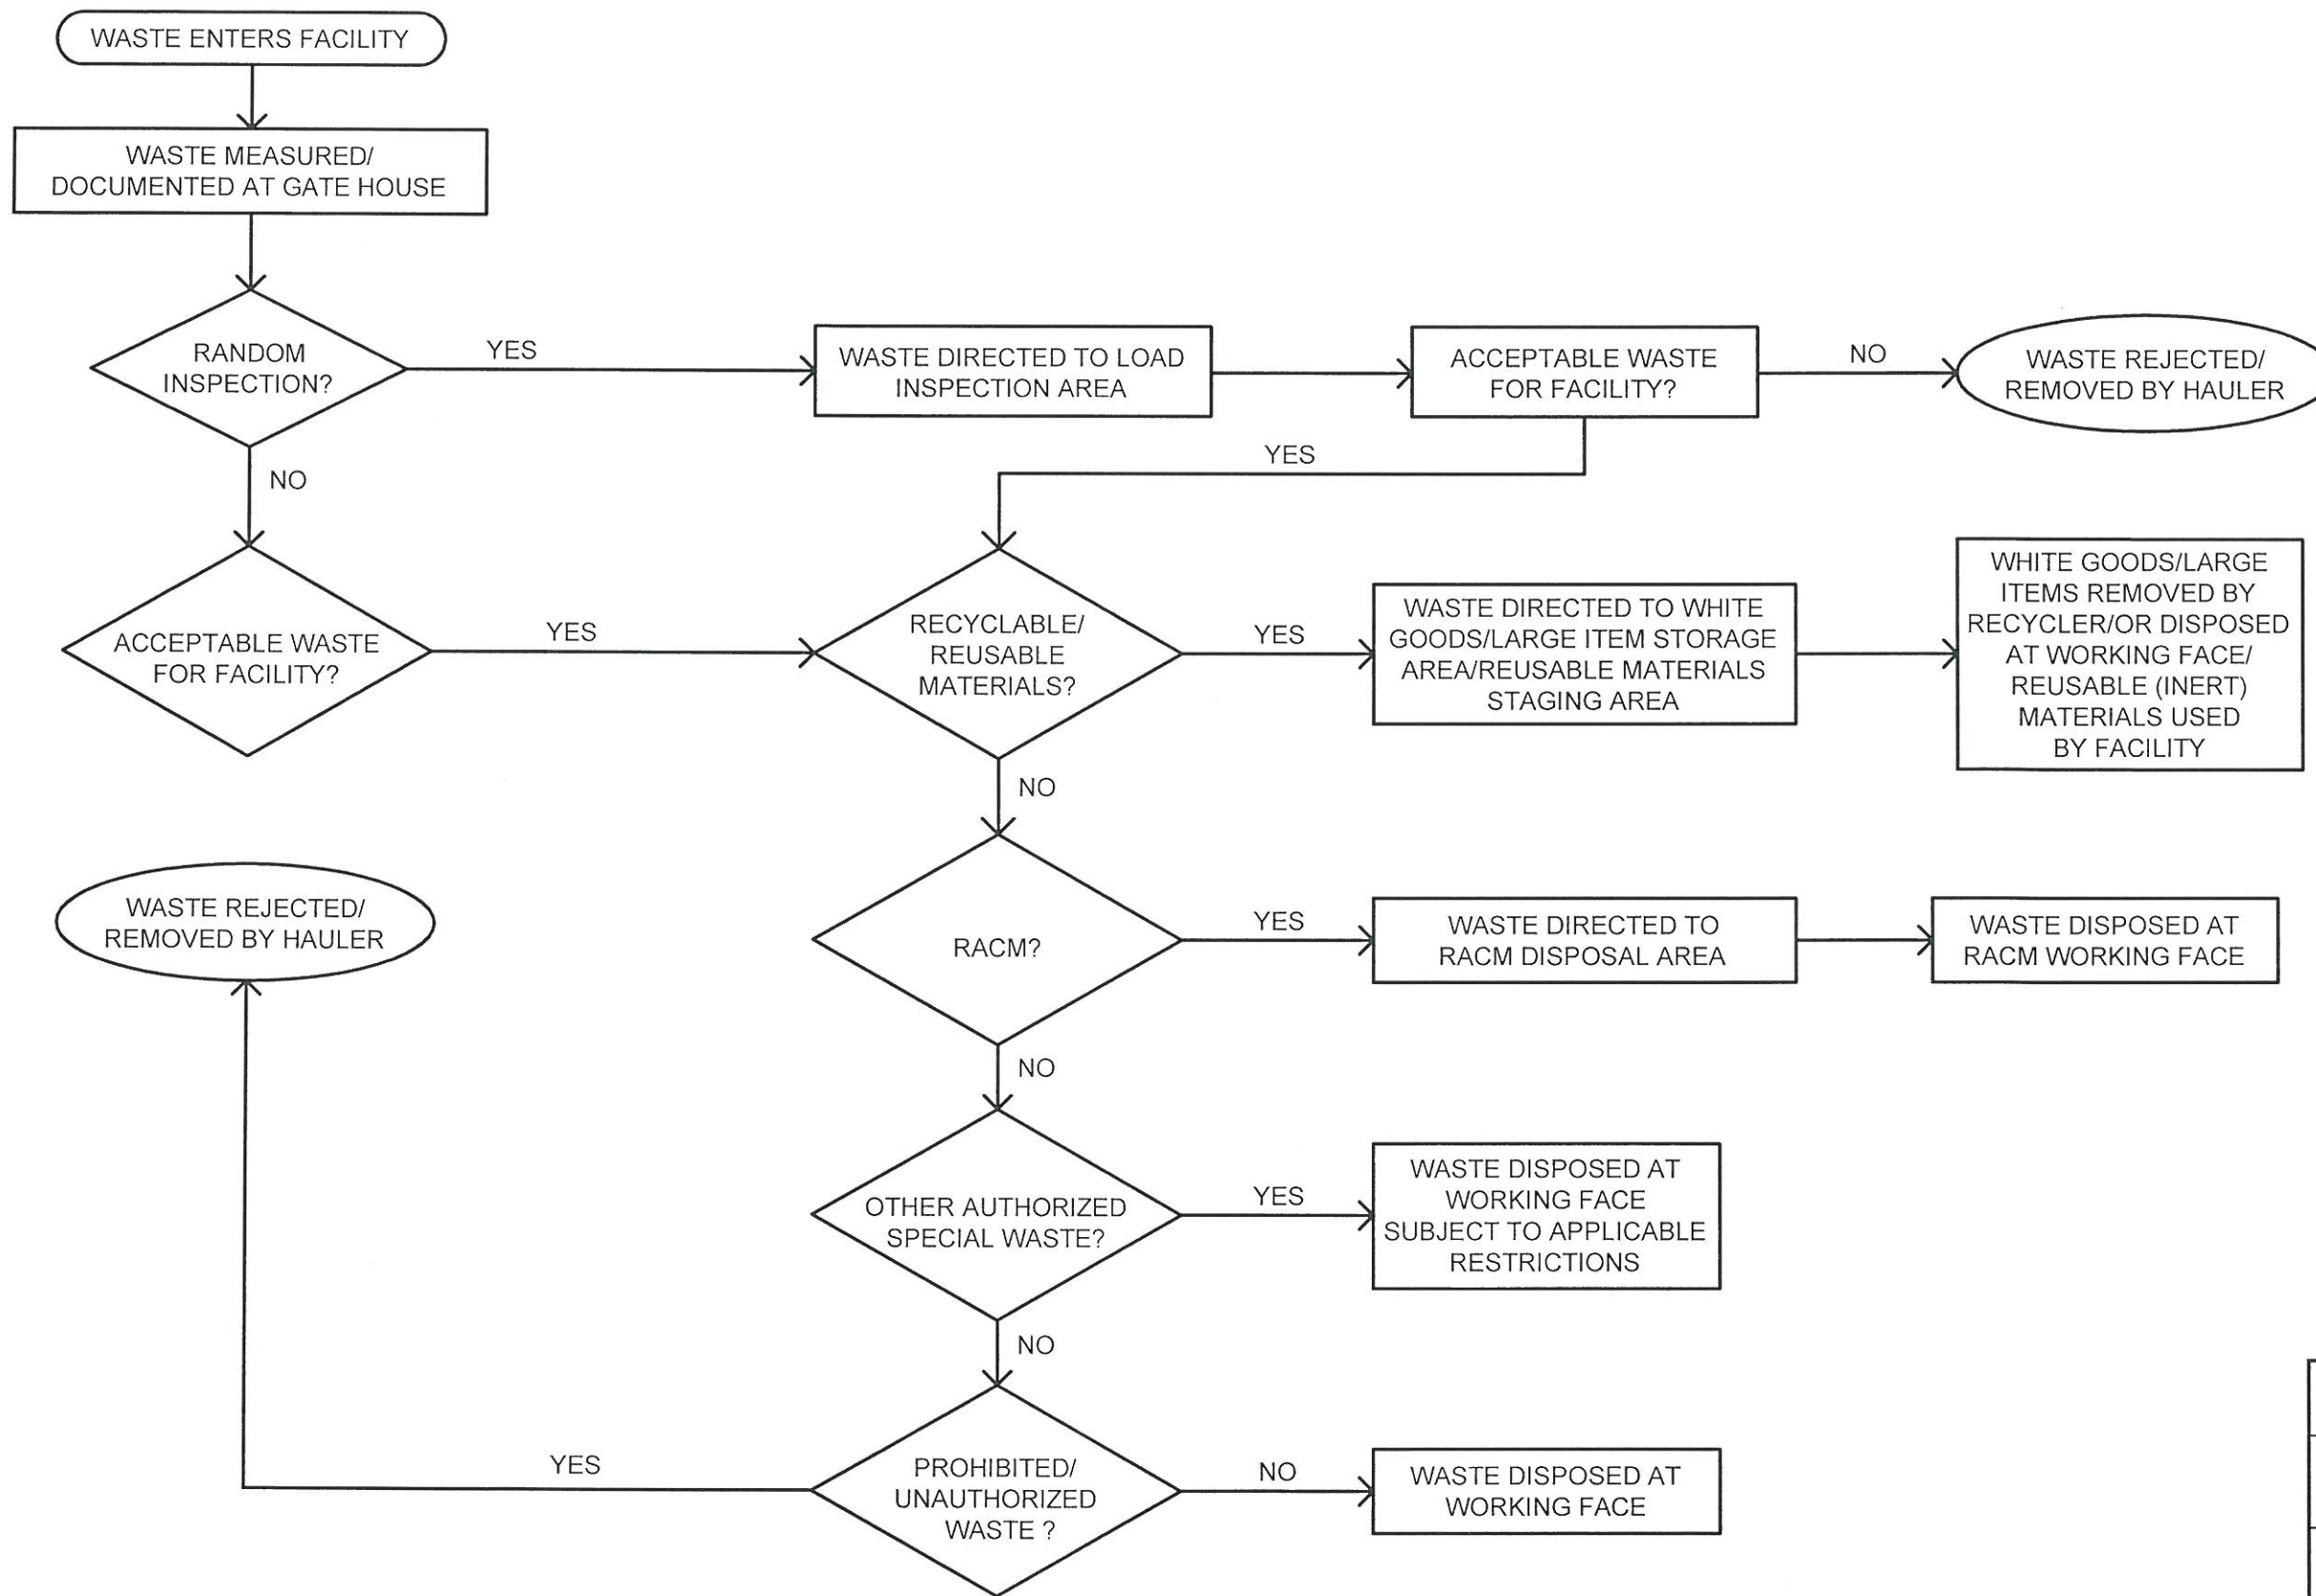 WASTE ENTERS FACILITY
WASTE MEASURED/
DOCUMENTED AT GATE HOUSE
RANDOM
INSPECTION?
YES
WASTE DIRECTED TO LOAD
INSPECTION AREA
ACCEPTABLE WASTE
FOR FACILITY?
NO
WASTE REJECTED/
REMOVED BY HAULER
YES
NO
ACCEPTABLE WASTE
FOR FACILITY?
YES
RECYCLABLE/
REUSABLE
MATERIALS?
YES
WASTE DIRECTED TO WHITE
GOODS/LARGE ITEM STORAGE
AREA/REUSABLE MATERIALS
STAGING AREA
WHITE GOODS/LARGE
ITEMS REMOVED BY
RECYCLER/OR DISPOSED
AT WORKING FACE/
REUSABLE (INERT)
MATERIALS USED
BY FACILITY
NO
WASTE REJECTED/
REMOVED BY HAULER
RACM?
YES
WASTE DIRECTED TO
RACM DISPOSAL AREA
WASTE DISPOSED AT
RACM WORKING FACE
NO
OTHER AUTHORIZED
SPECIAL WASTE?
YES
WASTE DISPOSED AT
WORKING FACE
SUBJECT TO APPLICABLE
RESTRICTIONS
NO
YES
PROHIBITED/
UNAUTHORIZED
WASTE ?
NO
WASTE DISPOSED AT
WORKING FACE